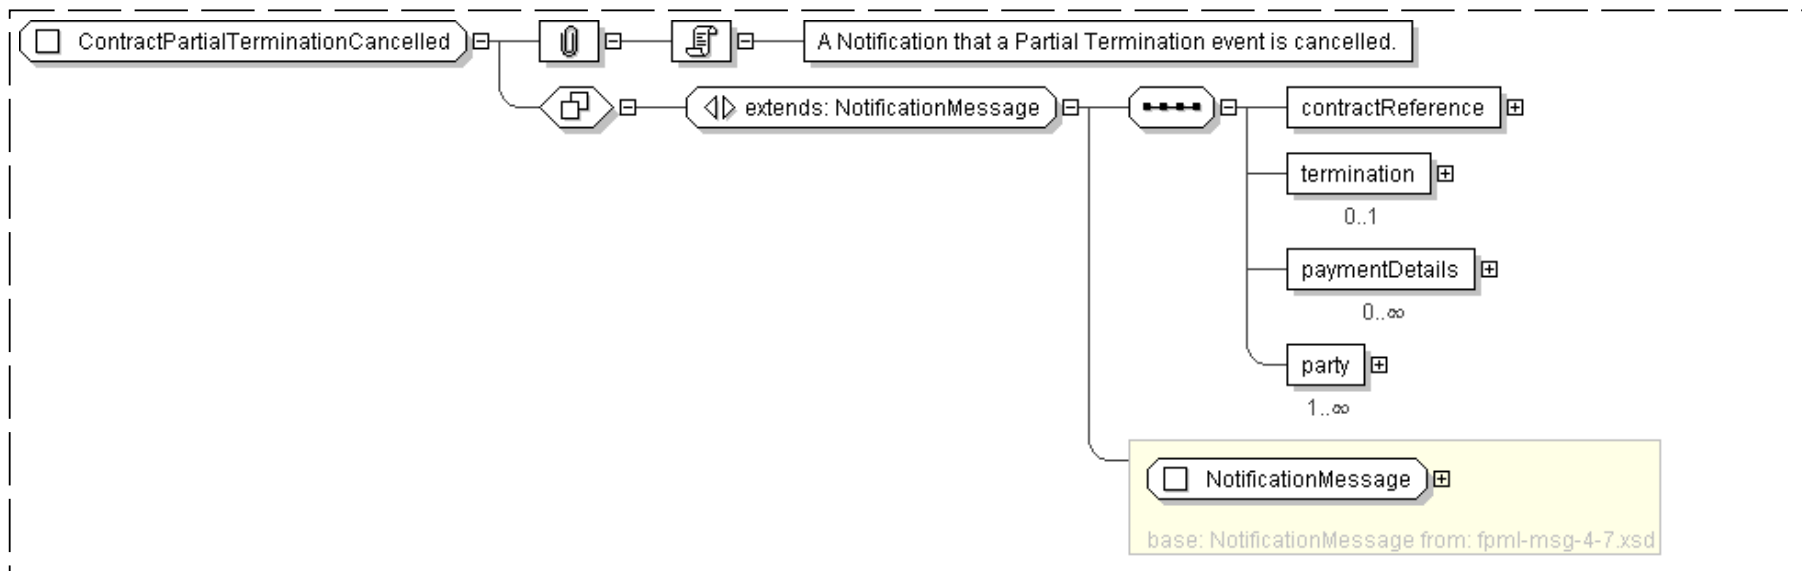 ContractPartialTerminationCancelled
A Notification that a Partial Termination event is cancelled.
extends: NotificationMessage
contractReference
termination
0..1
paymentDetails
0..∞
party
1..∞
NotificationMessage
base: NotificationMessage from: fpml-msg-4-7.xsd